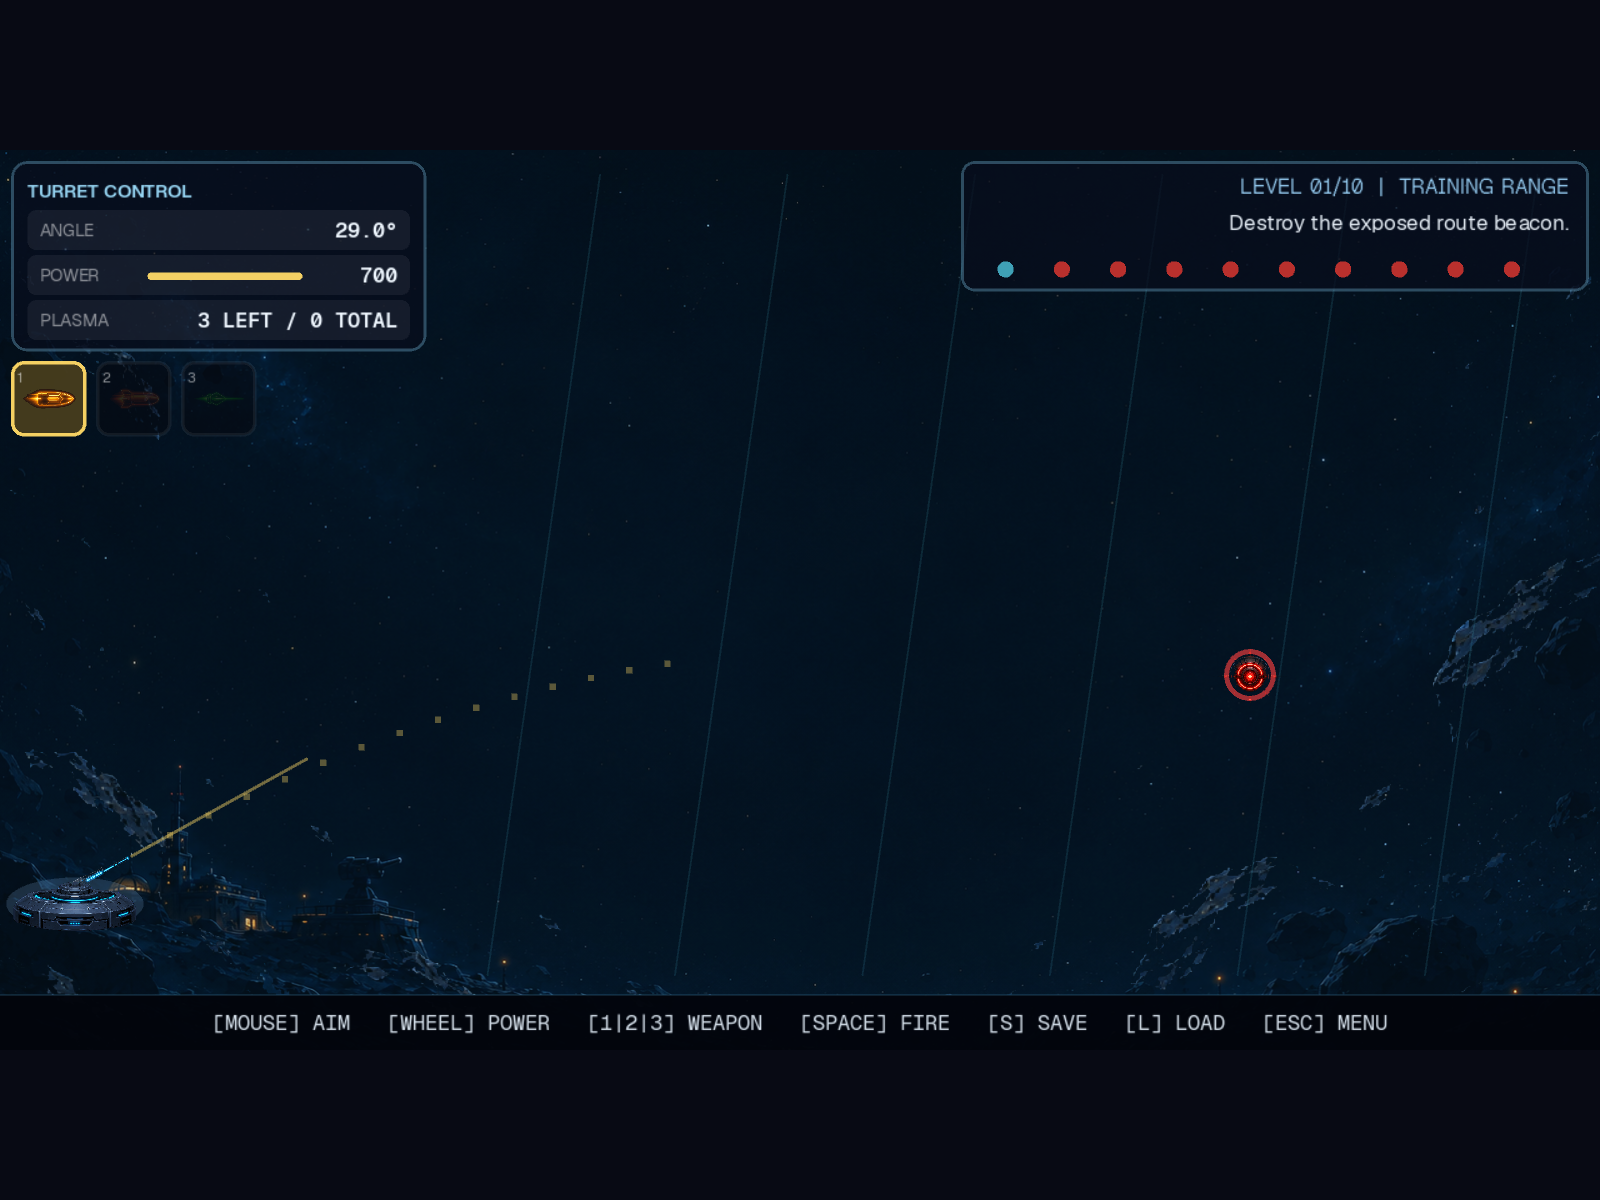 TURRET CONTROL
ANGLE 29.0°
POWER 700
PLASMA 3 LEFT / 0 TOTAL
1 2 3
LEVEL 01/10 | TRAINING RANGE
Destroy the exposed route beacon.
[MOUSE] AIM [WHEEL] POWER [1|2|3] WEAPON [SPACE] FIRE [S] SAVE [L] LOAD [ESC] MENU